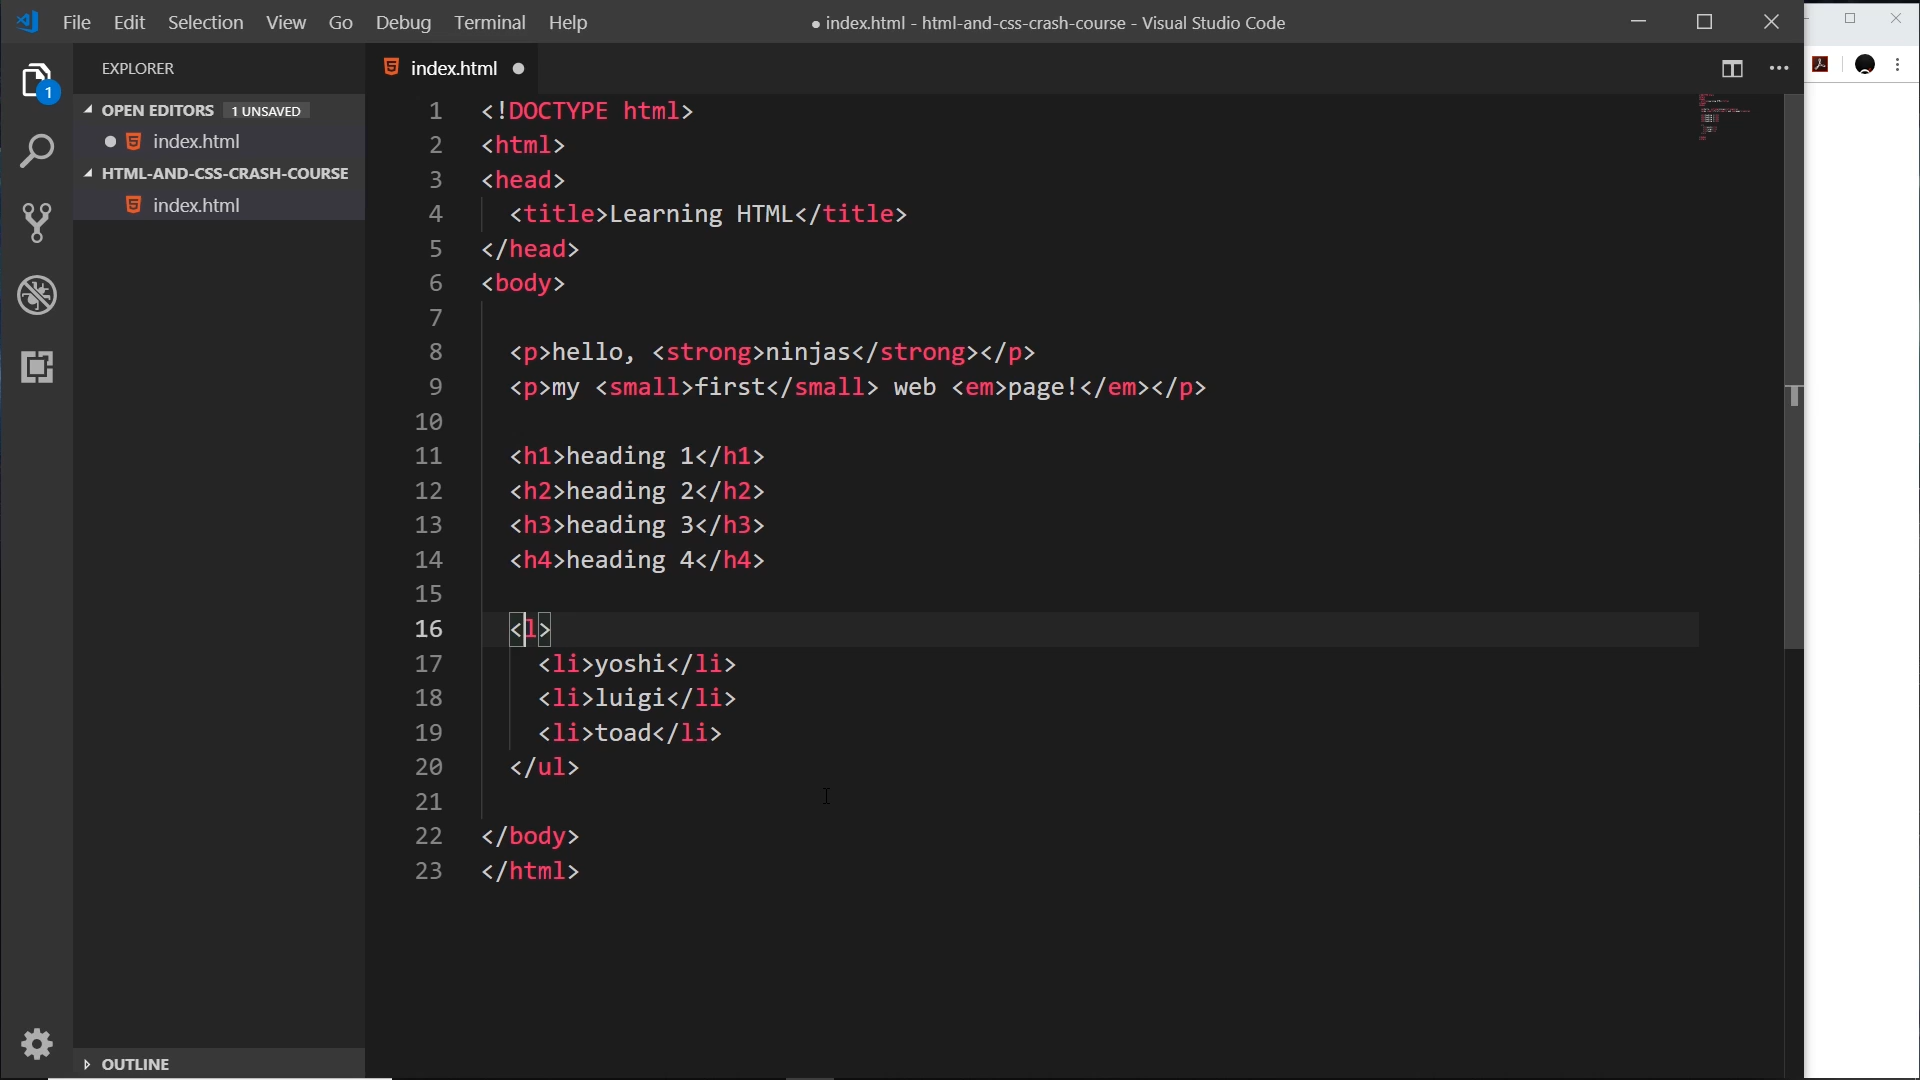 File Edit Selection View Go Debug Terminal Help
● index.html - html-and-css-crash-course - Visual Studio Code
EXPLORER
1
OPEN EDITORS 1 UNSAVED
index.html
HTML-AND-CSS-CRASH-COURSE
index.html
OUTLINE
index.html
1 <!DOCTYPE html>
2 <html>
3 <head>
4 <title>Learning HTML</title>
5 </head>
6 <body>
7
8 <p>hello, <strong>ninjas</strong></p>
9 <p>my <small>first</small> web <em>page!</em></p>
10
11 <h1>heading 1</h1>
12 <h2>heading 2</h2>
13 <h3>heading 3</h3>
14 <h4>heading 4</h4>
15
16 <l>
17 <li>yoshi</li>
18 <li>luigi</li>
19 <li>toad</li>
20 </ul>
21
22 </body>
23 </html>